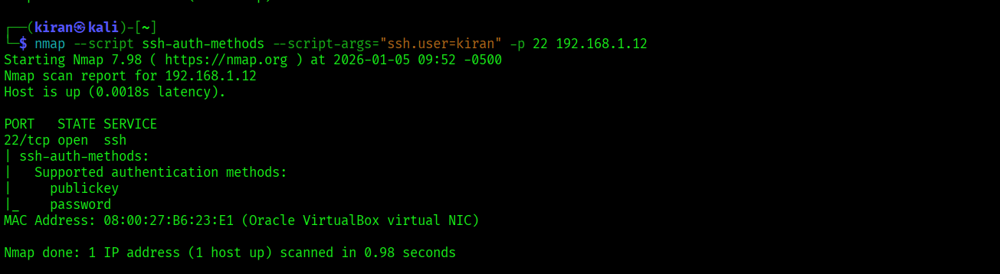 ┌──(kiran㉿kali)-[~]
└─$ nmap --script ssh-auth-methods --script-args="ssh.user=kiran" -p 22 192.168.1.12
Starting Nmap 7.98 ( https://nmap.org ) at 2026-01-05 09:52 -0500
Nmap scan report for 192.168.1.12
Host is up (0.0018s latency).
PORT   STATE SERVICE
22/tcp open  ssh
| ssh-auth-methods:
|   Supported authentication methods:
|     publickey
|_    password
MAC Address: 08:00:27:B6:23:E1 (Oracle VirtualBox virtual NIC)
Nmap done: 1 IP address (1 host up) scanned in 0.98 seconds